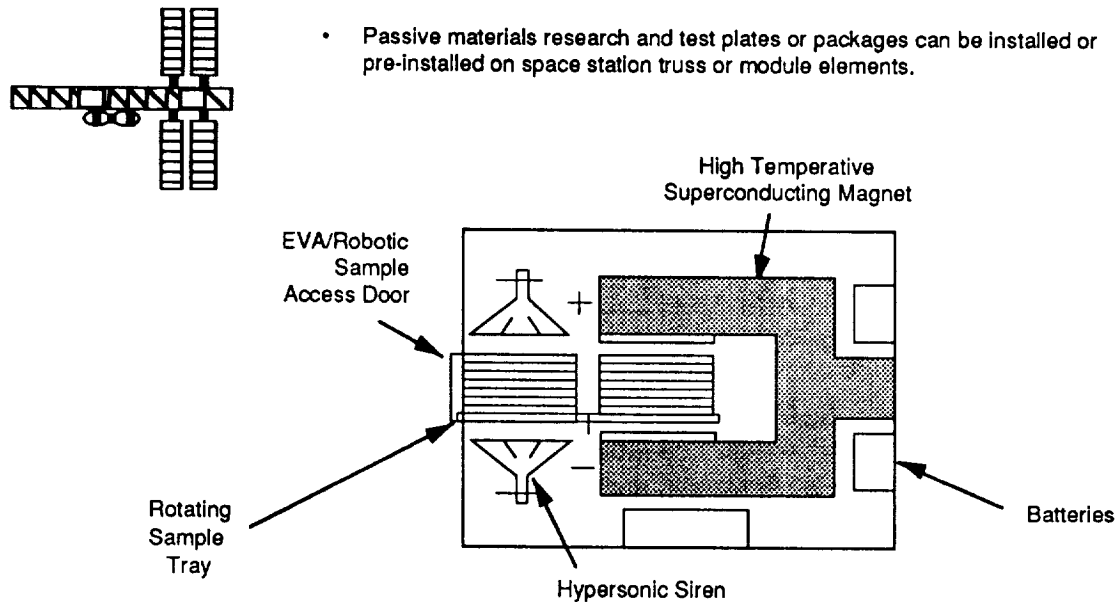 • Passive materials research and test plates or packages can be installed or
pre-installed on space station truss or module elements.
High Temperative
Superconducting Magnet
EVA/Robotic
Sample
Access Door
+
+
−
Rotating
Sample
Tray
Batteries
Hypersonic Siren